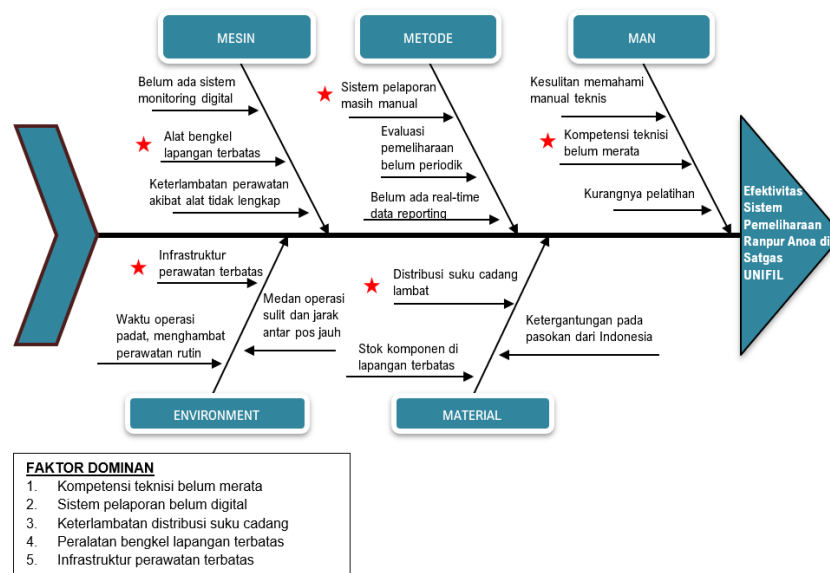 MESIN
METODE
MAN
Belum ada sistem
monitoring digital
Alat bengkel
lapangan terbatas
Keterlambatan perawatan
akibat alat tidak lengkap
Sistem pelaporan
masih manual
Evaluasi
pemeliharaan
belum periodik
Belum ada real-time
data reporting
Kesulitan memahami
manual teknis
Kompetensi teknisi
belum merata
Kurangnya pelatihan
Efektivitas
Sistem
Pemeliharaan
Ranpur Anoa di
Satgas
UNIFIL
Infrastruktur
perawatan terbatas
Waktu operasi
padat, menghambat
perawatan rutin
Medan operasi
sulit dan jarak
antar pos jauh
Distribusi suku cadang
lambat
Stok komponen di
lapangan terbatas
Ketergantungan pada
pasokan dari Indonesia
ENVIRONMENT
MATERIAL
FAKTOR DOMINAN
1. Kompetensi teknisi belum merata
2. Sistem pelaporan belum digital
3. Keterlambatan distribusi suku cadang
4. Peralatan bengkel lapangan terbatas
5. Infrastruktur perawatan terbatas